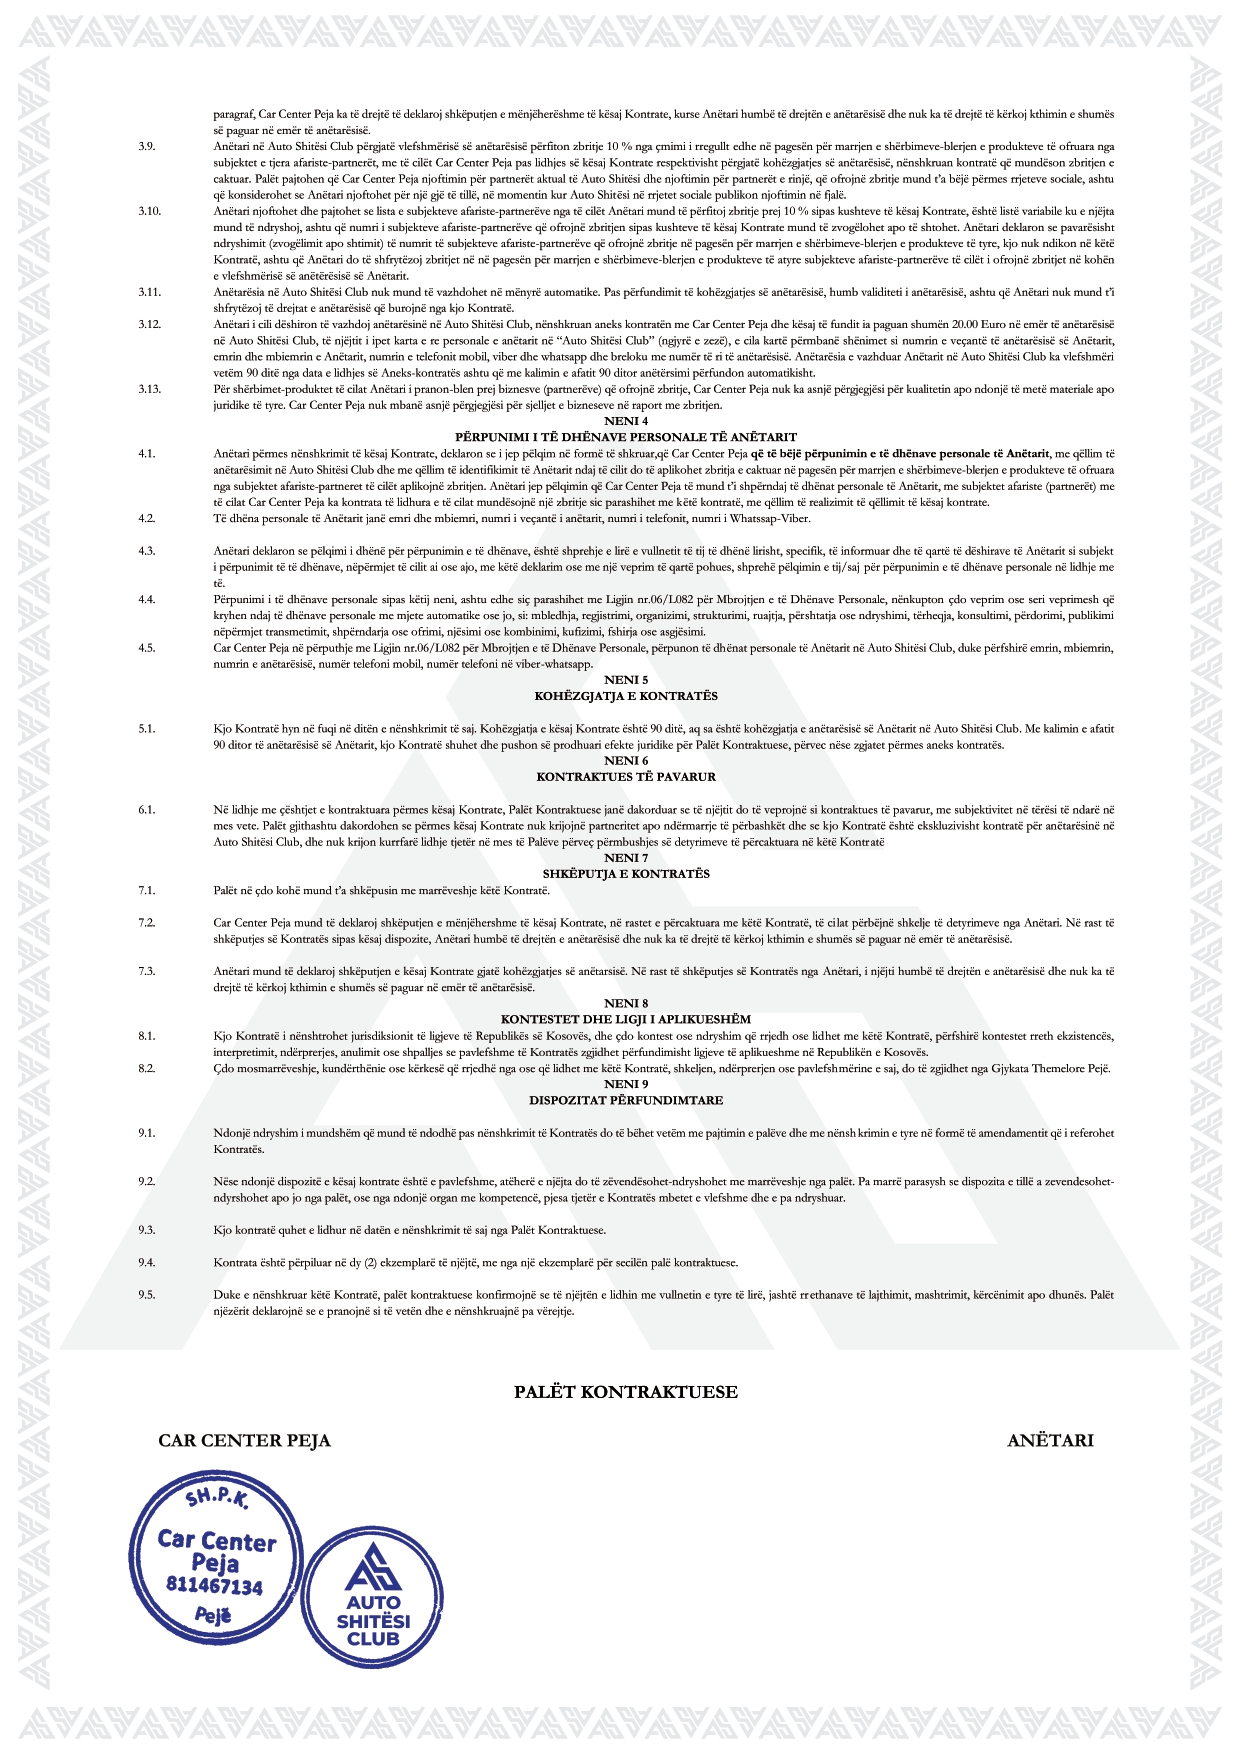 paragraf, Car Center Peja ka të drejtë të deklaroj shkëputjen e mënjëherëshme të kësaj Kontrate, kurse Anëtari humbë të drejtën e anëtarësisë dhe nuk ka të drejtë të kërkoj kthimin e shumës
së paguar në emër të anëtarësisë.
3.9. Anëtari në Auto Shitësi Club përgjatë vlefshmërisë së anëtarësisë përfiton zbritje 10 % nga çmimi i rregullt edhe në pagesën për marrjen e shërbimeve-blerjen e produkteve të ofruara nga
subjektet e tjera afariste-partnerët, me të cilët Car Center Peja pas lidhjes së kësaj Kontrate respektivisht përgjatë kohëzgjatjes së anëtarësisë, nënshkruan kontratë që mundëson zbritjen e
caktuar. Palët pajtohen që Car Center Peja njoftimin për partnerët aktual të Auto Shitësi dhe njoftimin për partnerët e rinjë, që ofrojnë zbritje mund t'a bëjë përmes rrjeteve sociale, ashtu
që konsiderohet se Anëtari njoftohet për një gjë të tillë, në momentin kur Auto Shitësi në rrjetet sociale publikon njoftimin në fjalë.
3.10. Anëtari njoftohet dhe pajtohet se lista e subjekteve afariste-partnerëve nga të cilët Anëtari mund të përfitoj zbritje prej 10 % sipas kushteve të kësaj Kontrate, është listë variabile ku e njëjta
mund të ndryshoj, ashtu që numri i subjekteve afariste-partnerëve që ofrojnë zbritjen sipas kushteve të kësaj Kontrate mund të zvogëlohet apo të shtohet. Anëtari deklaron se pavarësisht
ndryshimit (zvogëlimit apo shtimit) të numrit të subjekteve afariste-partnerëve që ofrojnë zbritje në pagesën për marrjen e shërbimeve-blerjen e produkteve të tyre, kjo nuk ndikon në këtë
Kontratë, ashtu që Anëtari do të shfrytëzoj zbritjet në në pagesën për marrjen e shërbimeve-blerjen e produkteve të atyre subjekteve afariste-partnerëve të cilët i ofrojnë zbritjet në kohën
e vlefshmërisë së anëtërësisë së Anëtarit.
3.11. Anëtarësia në Auto Shitësi Club nuk mund të vazhdohet në mënyrë automatike. Pas përfundimit të kohëzgjatjes së anëtarësisë, humb validiteti i anëtarësisë, ashtu që Anëtari nuk mund t'i
shfrytëzoj të drejtat e anëtarësisë që burojnë nga kjo Kontratë.
3.12. Anëtari i cili dëshiron të vazhdoj anëtarësinë në Auto Shitësi Club, nënshkruan aneks kontratën me Car Center Peja dhe kësaj të fundit ia paguan shumën 20.00 Euro në emër të anëtarësisë
në Auto Shitësi Club, të njëjtit i ipet karta e re personale e anëtarit në “Auto Shitësi Club” (ngjyrë e zezë), e cila kartë përmbanë shënimet si numrin e veçantë të anëtarësisë së Anëtarit,
emrin dhe mbiemrin e Anëtarit, numrin e telefonit mobil, viber dhe whatsapp dhe breloku me numër të ri të anëtarësisë. Anëtarësia e vazhduar Anëtarit në Auto Shitësi Club ka vlefshmëri
vetëm 90 ditë nga data e lidhjes së Aneks-kontratës ashtu që me kalimin e afatit 90 ditor anëtërsimi përfundon automatikisht.
3.13. Për shërbimet-produktet të cilat Anëtari i pranon-blen prej biznesve (partnerëve) që ofrojnë zbritje, Car Center Peja nuk ka asnjë përgjegjësi për kualitetin apo ndonjë të metë materiale apo
juridike të tyre. Car Center Peja nuk mbanë asnjë përgjegjësi për sjelljet e bizneseve në raport me zbritjen.
NENI 4
PËRPUNIMI I TË DHËNAVE PERSONALE TË ANËTARIT
4.1. Anëtari përmes nënshkrimit të kësaj Kontrate, deklaron se i jep pëlqim në formë të shkruar,që Car Center Peja që të bëjë përpunimin e të dhënave personale të Anëtarit, me qëllim të
anëtarësimit në Auto Shitësi Club dhe me qëllim të identifikimit të Anëtarit ndaj të cilit do të aplikohet zbritja e caktuar në pagesën për marrjen e shërbimeve-blerjen e produkteve të ofruara
nga subjektet afariste-partneret të cilët aplikojnë zbritjen. Anëtari jep pëlqimin që Car Center Peja të mund t'i shpërndaj të dhënat personale të Anëtarit, me subjektet afariste (partnerët) me
të cilat Car Center Peja ka kontrata të lidhura e të cilat mundësojnë një zbritje sic parashihet me këtë kontratë, me qëllim të realizimit të qëllimit të kësaj kontrate.
4.2. Të dhëna personale të Anëtarit janë emri dhe mbiemri, numri i veçantë i anëtarit, numri i telefonit, numri i Whatssap-Viber.
4.3. Anëtari deklaron se pëlqimi i dhënë për përpunimin e të dhënave, është shprehje e lirë e vullnetit të tij të dhënë lirisht, specifik, të informuar dhe të qartë të dëshirave të Anëtarit si subjekt
i përpunimit të të dhënave, nëpërmjet të cilit ai ose ajo, me këtë deklarim ose me një veprim të qartë pohues, shprehë pëlqimin e tij/saj për përpunimin e të dhënave personale në lidhje me
të.
4.4. Përpunimi i të dhënave personale sipas këtij neni, ashtu edhe siç parashihet me Ligjin nr.06/L082 për Mbrojtjen e të Dhënave Personale, nënkupton çdo veprim ose seri veprimesh që
kryhen ndaj të dhënave personale me mjete automatike ose jo, si: mbledhja, regjistrimi, organizimi, strukturimi, ruajtja, përshtatja ose ndryshimi, tërheqja, konsultimi, përdorimi, publikimi
nëpërmjet transmetimit, shpërndarja ose ofrimi, njësimi ose kombinimi, kufizimi, fshirja ose asgjësimi.
4.5. Car Center Peja në përputhje me Ligjin nr.06/L082 për Mbrojtjen e të Dhënave Personale, përpunon të dhënat personale të Anëtarit në Auto Shitësi Club, duke përfshirë emrin, mbiemrin,
numrin e anëtarësisë, numër telefoni mobil, numër telefoni në viber-whatsapp.
NENI 5
KOHËZGJATJA E KONTRATËS
5.1. Kjo Kontratë hyn në fuqi në ditën e nënshkrimit të saj. Kohëzgjatja e kësaj Kontrate është 90 ditë, aq sa është kohëzgjatja e anëtarësisë së Anëtarit në Auto Shitësi Club. Me kalimin e afatit
90 ditor të anëtarësisë së Anëtarit, kjo Kontratë shuhet dhe pushon së prodhuari efekte juridike për Palët Kontraktuese, përvec nëse zgjatet përmes aneks kontratës.
NENI 6
KONTRAKTUES TË PAVARUR
6.1. Në lidhje me çështjet e kontraktuara përmes kësaj Kontrate, Palët Kontraktuese janë dakorduar se të njëjtit do të veprojnë si kontraktues të pavarur, me subjektivitet në tërësi të ndarë në
mes vete. Palët gjithashtu dakordohen se përmes kësaj Kontrate nuk krijojnë partneritet apo ndërmarrje të përbashkët dhe se kjo Kontratë është ekskluzivisht kontratë për anëtarësinë në
Auto Shitësi Club, dhe nuk krijon kurrfarë lidhje tjetër në mes të Palëve përveç përmbushjes së detyrimeve të përcaktuara në këtë Kontratë
NENI 7
SHKËPUTJA E KONTRATËS
7.1. Palët në çdo kohë mund t'a shkëpusin me marrëveshje këtë Kontratë.
7.2. Car Center Peja mund të deklaroj shkëputjen e mënjëhershme të kësaj Kontrate, në rastet e përcaktuara me këtë Kontratë, të cilat përbëjnë shkelje të detyrimeve nga Anëtari. Në rast të
shkëputjes së Kontratës sipas kësaj dispozite, Anëtari humbë të drejtën e anëtarësisë dhe nuk ka të drejtë të kërkoj kthimin e shumës së paguar në emër të anëtarësisë.
7.3. Anëtari mund të deklaroj shkëputjen e kësaj Kontrate gjatë kohëzgjatjes së anëtarsisë. Në rast të shkëputjes së Kontratës nga Anëtari, i njëjti humbë të drejtën e anëtarësisë dhe nuk ka të
drejtë të kërkoj kthimin e shumës së paguar në emër të anëtarësisë.
NENI 8
KONTESTET DHE LIGJI I APLIKUESHËM
8.1. Kjo Kontratë i nënshtrohet jurisdiksionit të ligjeve të Republikës së Kosovës, dhe çdo kontest ose ndryshim që rrjedh ose lidhet me këtë Kontratë, përfshirë kontestet rreth ekzistencës,
interpretimit, ndërprerjes, anulimit ose shpalljes se pavlefshme të Kontratës zgjidhet përfundimisht ligjeve të aplikueshme në Republikën e Kosovës.
8.2. Çdo mosmarrëveshje, kundërthënie ose kërkesë që rrjedhë nga ose që lidhet me këtë Kontratë, shkeljen, ndërprerjen ose pavlefshmërine e saj, do të zgjidhet nga Gjykata Themelore Pejë.
NENI 9
DISPOZITAT PËRFUNDIMTARE
9.1. Ndonjë ndryshim i mundshëm që mund të ndodhë pas nënshkrimit të Kontratës do të bëhet vetëm me pajtimin e palëve dhe me nënshkrimin e tyre në formë të amendamentit që i referohet
Kontratës.
9.2. Nëse ndonjë dispozitë e kësaj kontrate është e pavlefshme, atëherë e njëjta do të zëvendësohet-ndryshohet me marrëveshje nga palët. Pa marrë parasysh se dispozita e tillë a zevendesohet-
ndyrshohet apo jo nga palët, ose nga ndonjë organ me kompetencë, pjesa tjetër e Kontratës mbetet e vlefshme dhe e pa ndryshuar.
9.3. Kjo kontratë quhet e lidhur në datën e nënshkrimit të saj nga Palët Kontraktuese.
9.4. Kontrata është përpiluar në dy (2) ekzemplarë të njëjtë, me nga një ekzemplarë për secilën palë kontraktuese.
9.5. Duke e nënshkruar këtë Kontratë, palët kontraktuese konfirmojnë se të njëjtën e lidhin me vullnetin e tyre të lirë, jashtë rrethanave të lajthimit, mashtrimit, kërcënimit apo dhunës. Palët
njëzërit deklarojnë se e pranojnë si të vetën dhe e nënshkruajnë pa vërejtje.
PALËT KONTRAKTUESE
CAR CENTER PEJA ANËTARI
SH.P.K.
Car Center
Peja
811467134
Pejë
AUTO
SHITËSI
CLUB